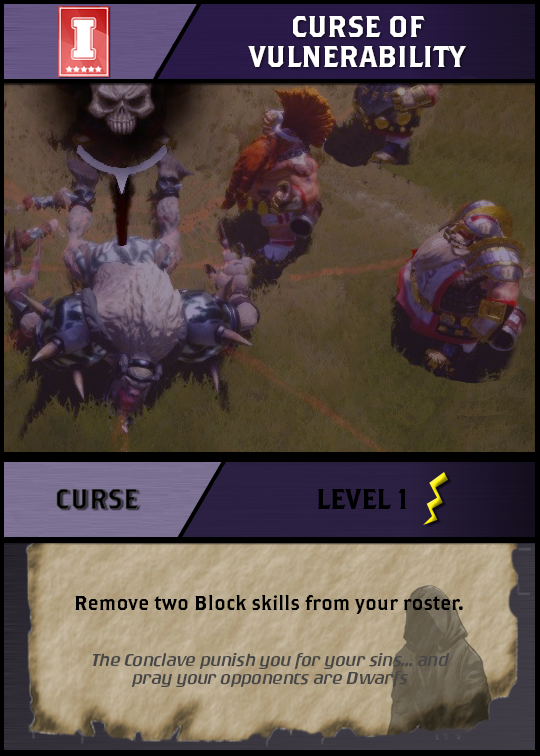 I
CURSE OF
VULNERABILITY
CURSE
LEVEL 1
Remove two Block skills from your roster.
The Conclave punish you for your sins... and
pray your opponents are Dwarfs